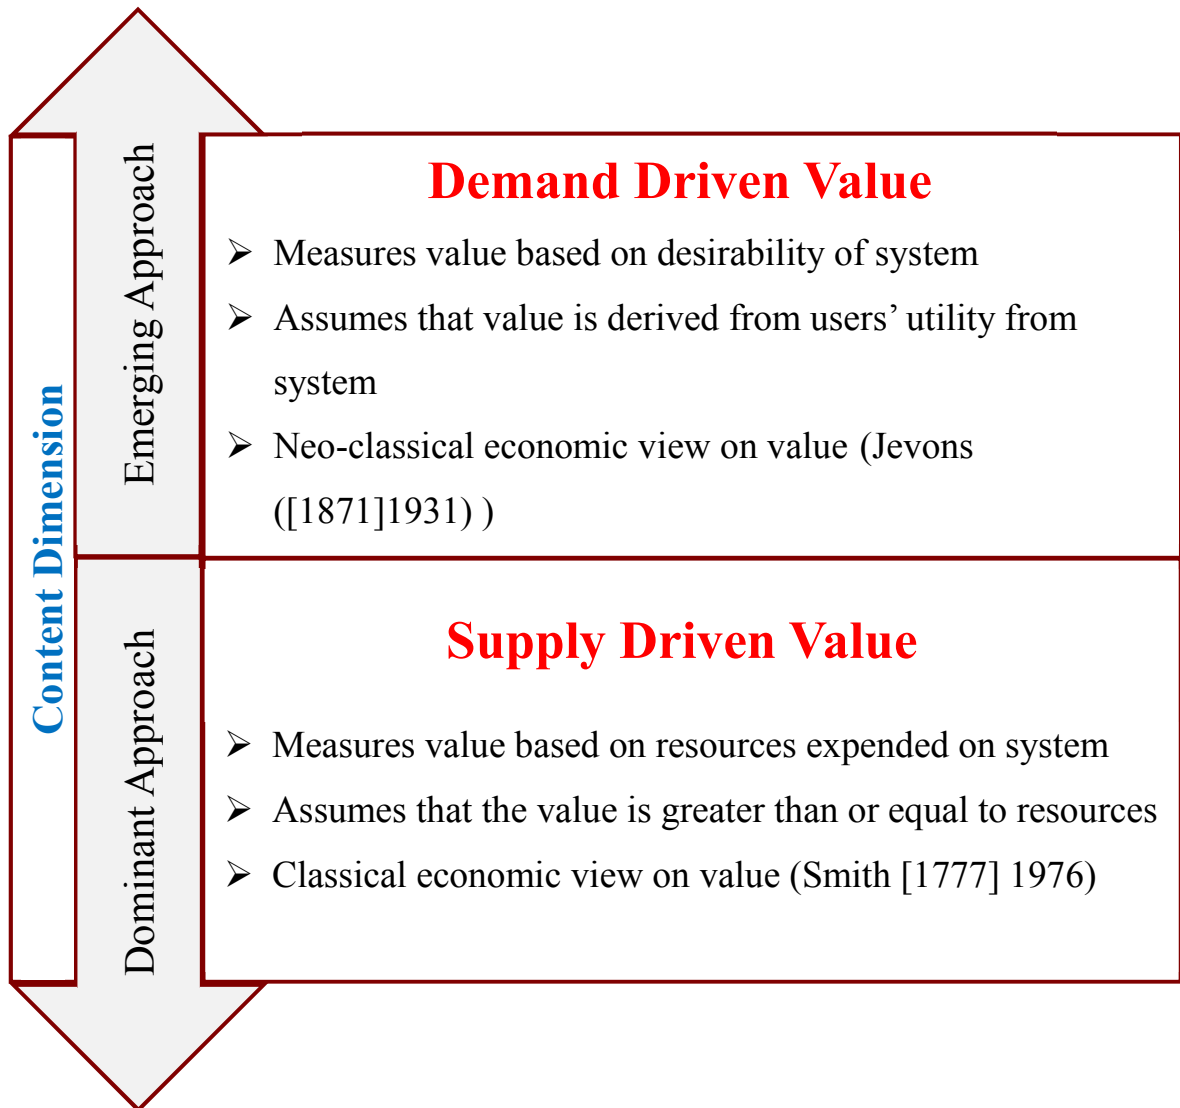 Content Dimension
Emerging Approach
Demand Driven Value
➢ Measures value based on desirability of system
➢ Assumes that value is derived from users’ utility from
system
➢ Neo-classical economic view on value (Jevons
([1871]1931) )
Dominant Approach
Supply Driven Value
➢ Measures value based on resources expended on system
➢ Assumes that the value is greater than or equal to resources
➢ Classical economic view on value (Smith [1777] 1976)